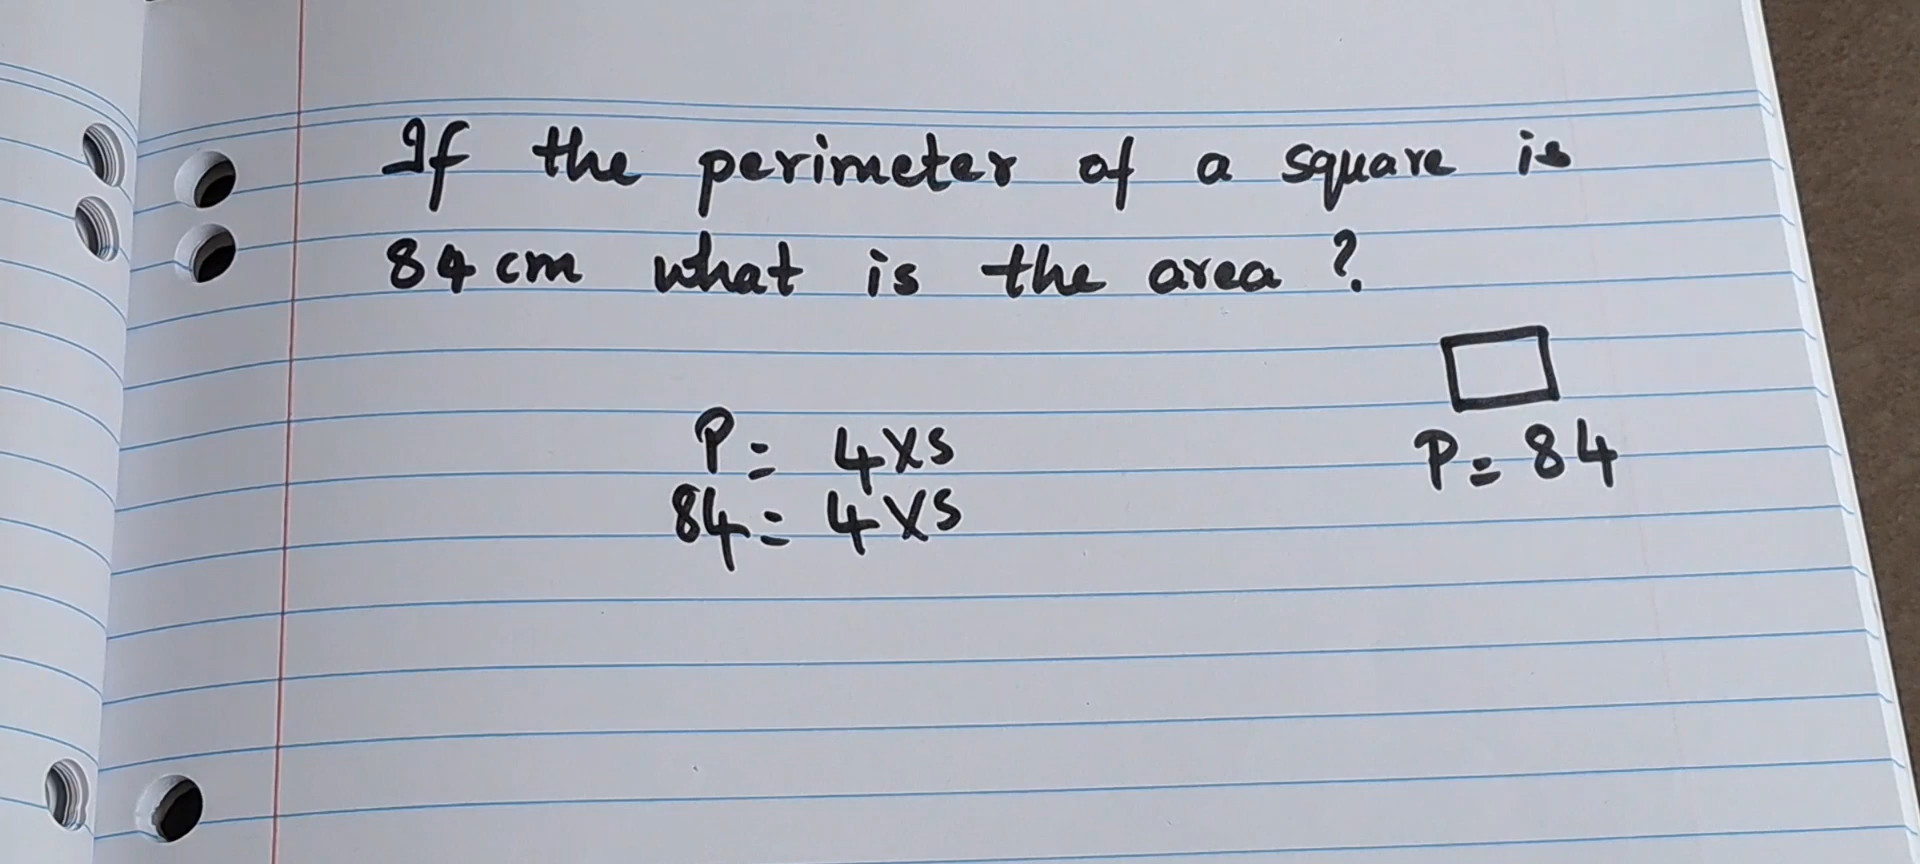 If the perimeter of a square is
84 cm what is the area ?
P = 4xs
84 = 4xs
P = 84